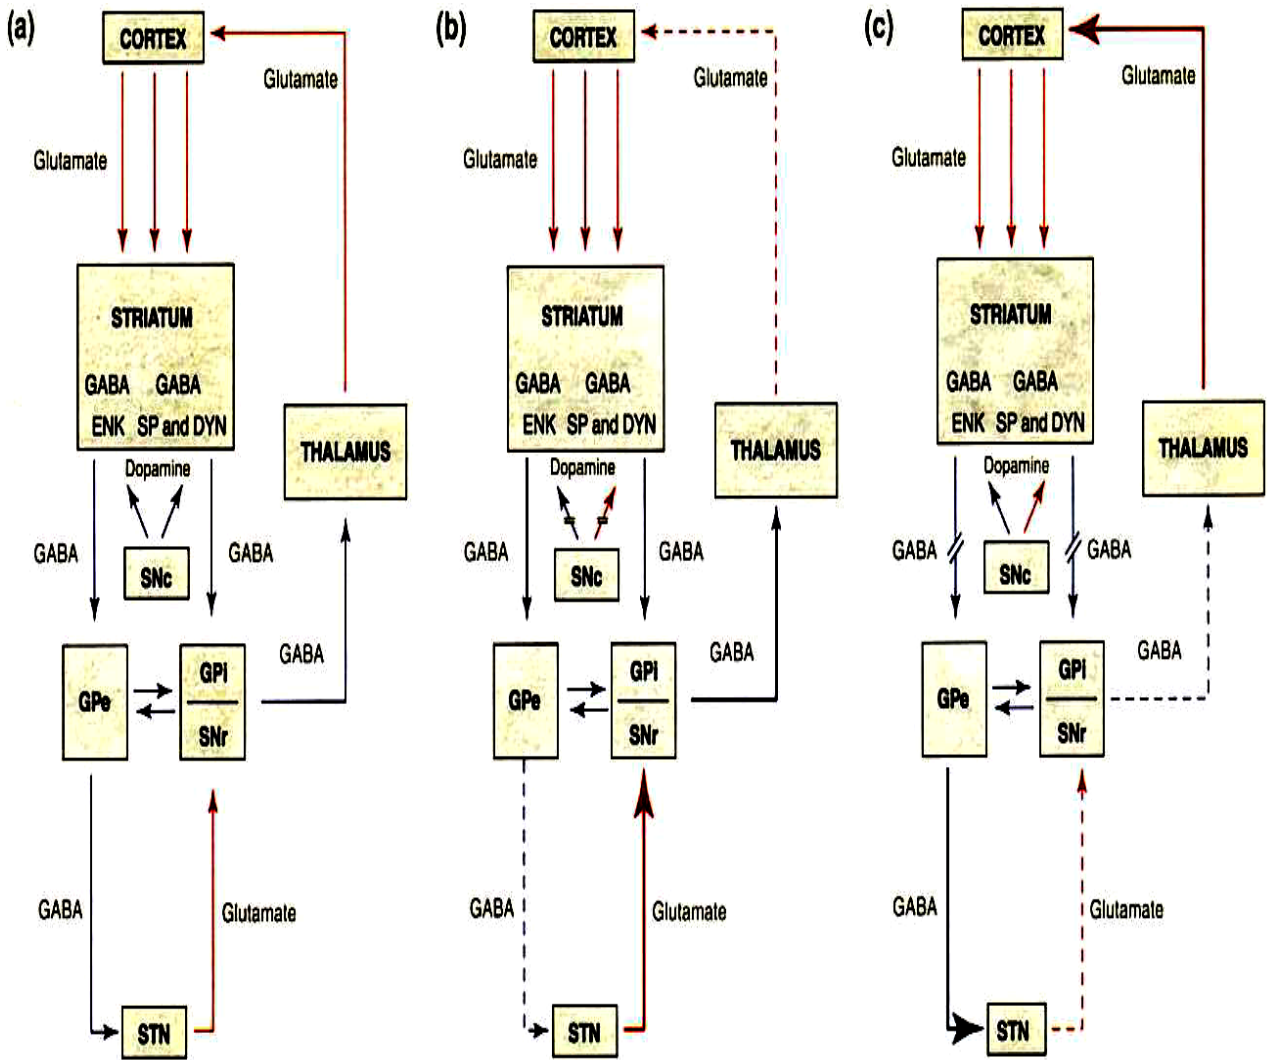 (a)
CORTEX
Glutamate
Glutamate
STRIATUM
GABA GABA
ENK SP and DYN
THALAMUS
Dopamine
GABA
SNc
GABA
GPe
GPi
SNr
GABA
GABA
Glutamate
STN
(b)
CORTEX
Glutamate
Glutamate
STRIATUM
GABA GABA
ENK SP and DYN
THALAMUS
Dopamine
GABA
SNc
GABA
GPe
GPi
SNr
GABA
GABA
Glutamate
STN
(c)
CORTEX
Glutamate
Glutamate
STRIATUM
GABA GABA
ENK SP and DYN
THALAMUS
Dopamine
GABA
SNc
GABA
GPe
GPi
SNr
GABA
GABA
Glutamate
STN